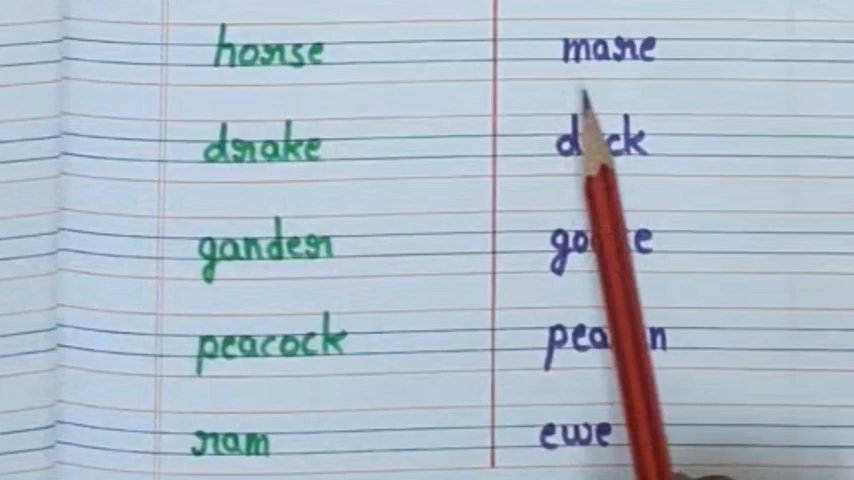 horse mare
drake
gander
peacock
ram ewe